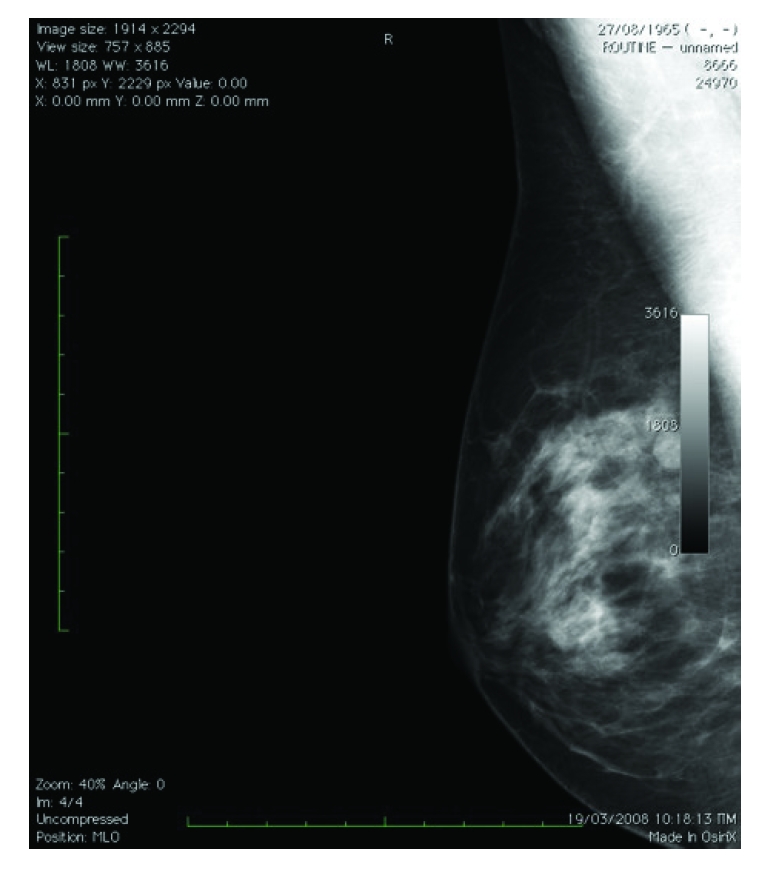 Image size: 1914 x 2294
View size: 757 x 885
WL: 1808 WW: 3616
X: 831 px Y: 2229 px Value: 0.00
X: 0.00 mm Y: 0.00 mm Z: 0.00 mm
R
27/08/1965 ( -, -)
ROUTINE — unnamed
8666
24970
3616
1808
0
Zoom: 40% Angle: 0
Im: 4/4
Uncompressed
Position: MLO
19/03/2008 10:18:13 ΠΜ
Made In OsiriX